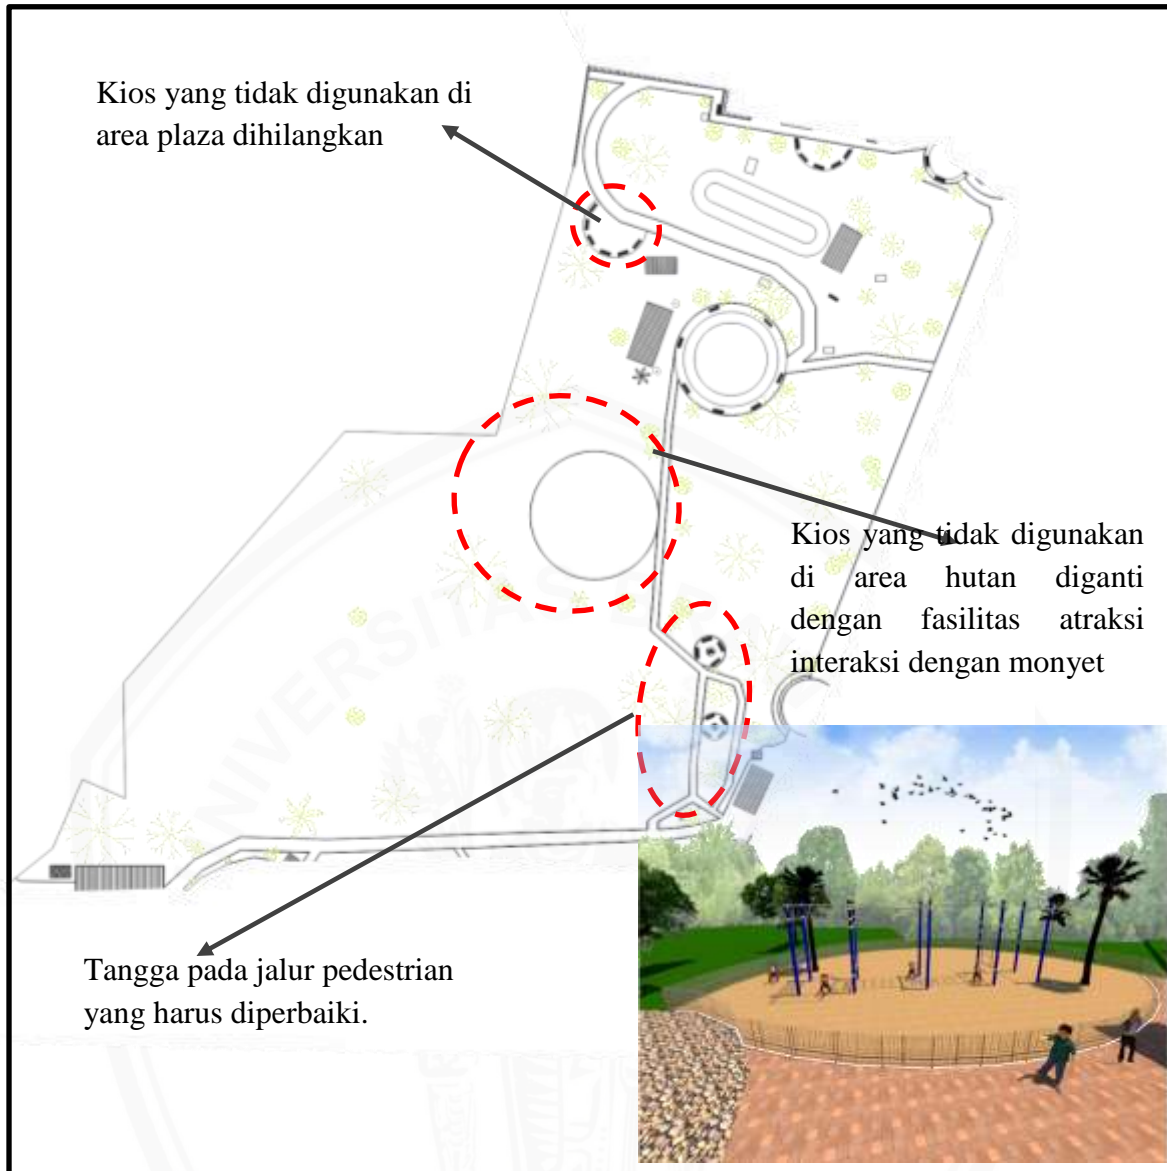 Kios yang tidak digunakan di
area plaza dihilangkan
Kios yang tidak digunakan
di area hutan diganti
dengan fasilitas atraksi
interaksi dengan monyet
Tangga pada jalur pedestrian
yang harus diperbaiki.
UNIVERSITAS